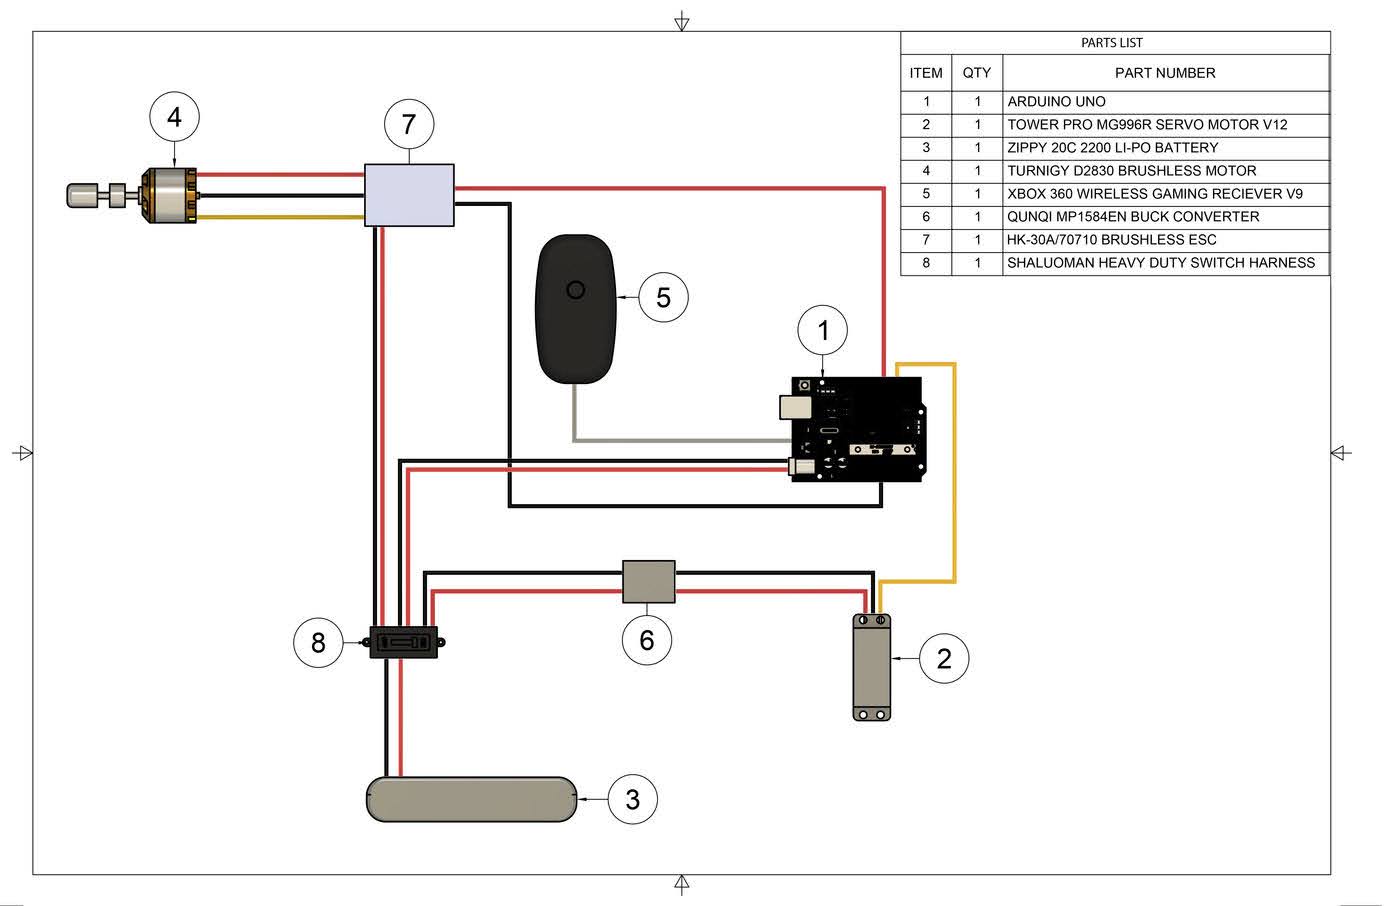 PARTS LIST
ITEM QTY PART NUMBER
1 1 ARDUINO UNO
2 1 TOWER PRO MG996R SERVO MOTOR V12
3 1 ZIPPY 20C 2200 LI-PO BATTERY
4 1 TURNIGY D2830 BRUSHLESS MOTOR
5 1 XBOX 360 WIRELESS GAMING RECIEVER V9
6 1 QUNQI MP1584EN BUCK CONVERTER
7 1 HK-30A/70710 BRUSHLESS ESC
8 1 SHALUOMAN HEAVY DUTY SWITCH HARNESS
4
7
5
1
8
6
2
3